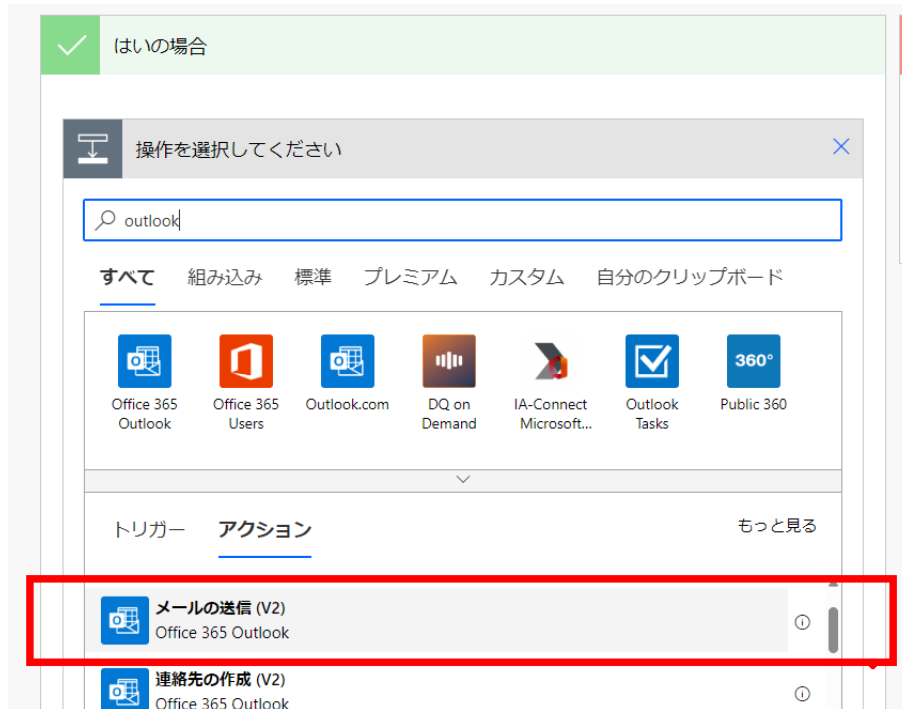 はいの場合
操作を選択してください
outlook
すべて 組み込み 標準 プレミアム カスタム 自分のクリップボード
Office 365 Outlook
Office 365 Users
Outlook.com
DQ on Demand
IA-Connect Microsoft...
Outlook Tasks
360°
Public 360
トリガー アクション もっと見る
メールの送信 (V2)
Office 365 Outlook
連絡先の作成 (V2)
Office 365 Outlook